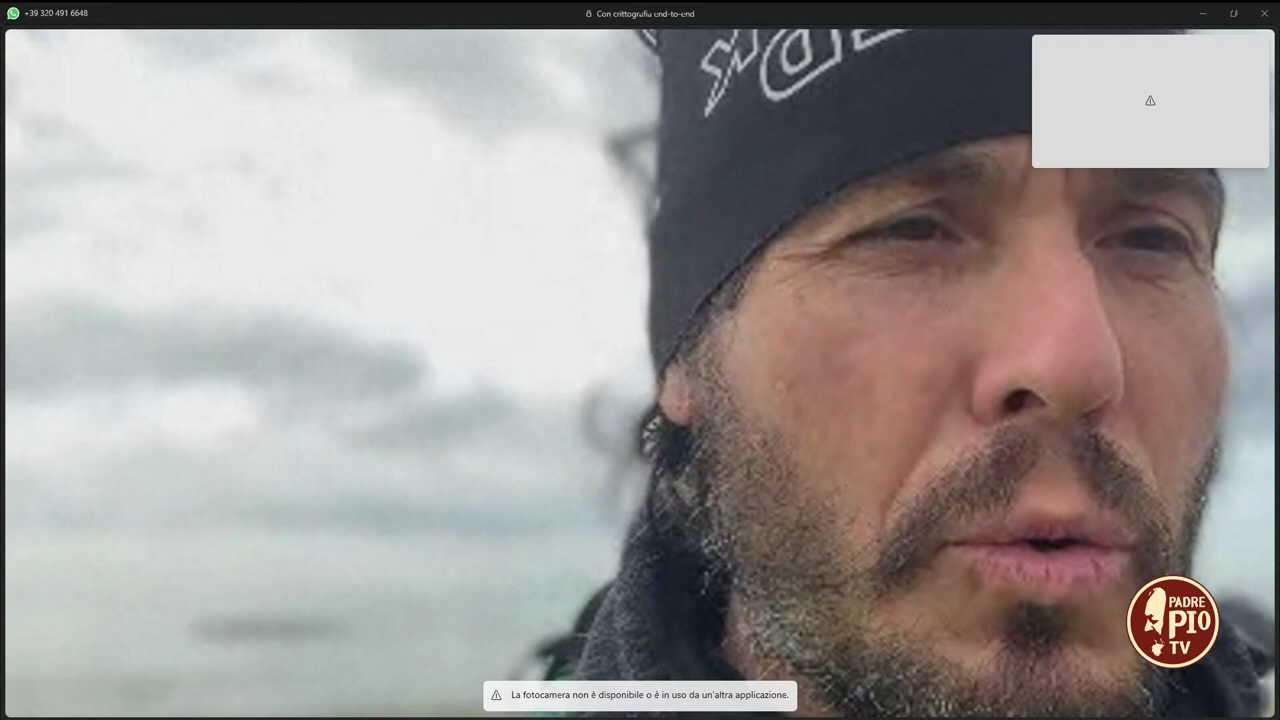 +39 320 491 6648
Con crittografia end-to-end
PADRE
PIO
TV
La fotocamera non è disponibile o è in uso da un'altra applicazione.